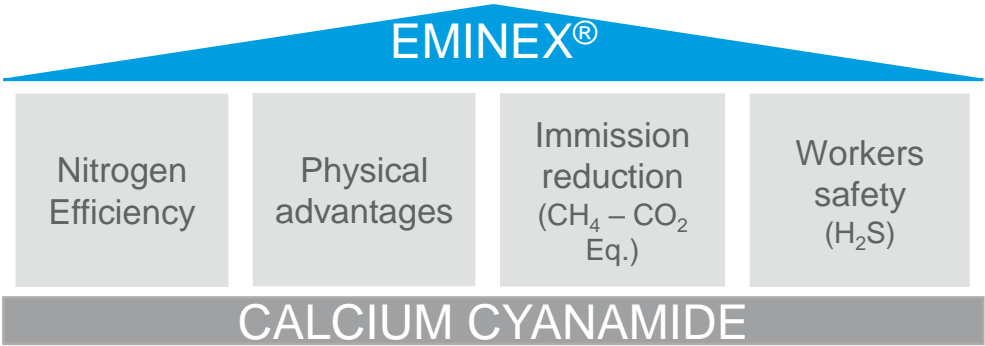 EMINEX®
Nitrogen
Efficiency
Physical
advantages
Immission
reduction
(CH₄ – CO₂
Eq.)
Workers
safety
(H₂S)
CALCIUM CYANAMIDE